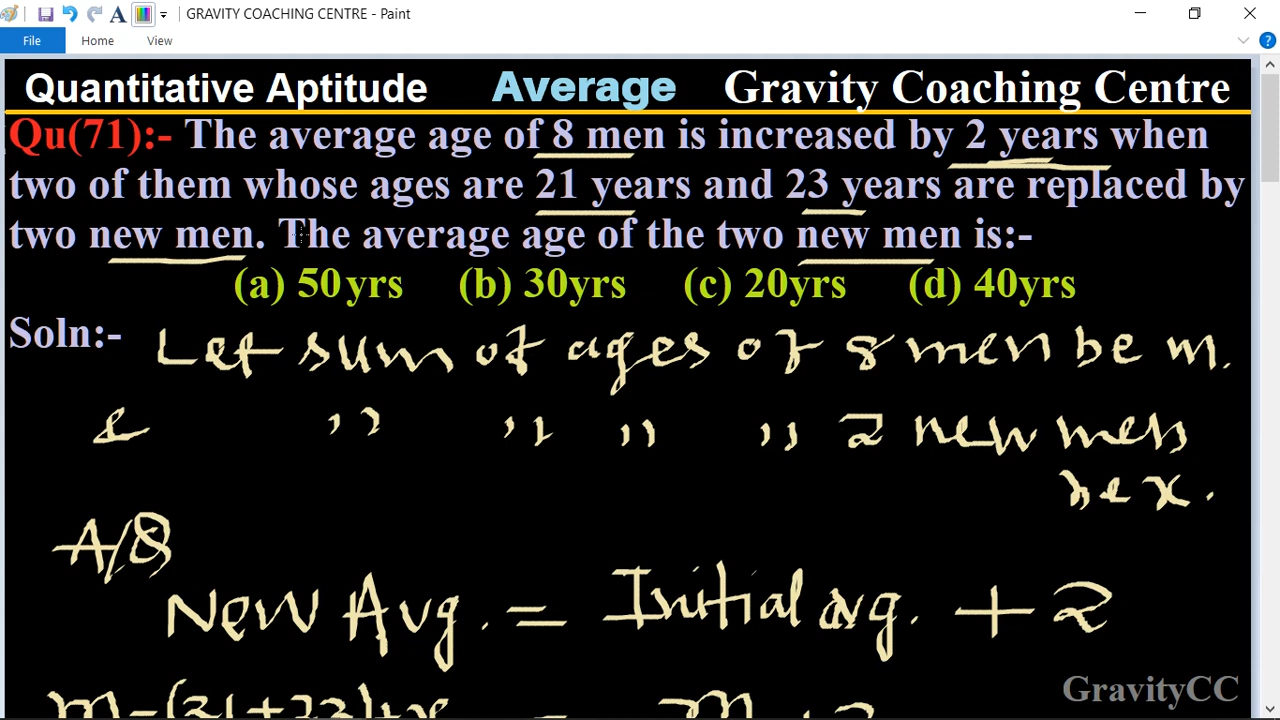 GRAVITY COACHING CENTRE - Paint
File Home View
Quantitative Aptitude Average Gravity Coaching Centre
Qu(71):- The average age of 8 men is increased by 2 years when
two of them whose ages are 21 years and 23 years are replaced by
two new men. The average age of the two new men is:-
(a) 50yrs (b) 30yrs (c) 20yrs (d) 40yrs
Soln:- Let sum of ages of 8 men be m.
& ,, ,, ,, ,, 2 new men
be x.
A/Q
New Avg. = Initial avg. + 2
m-(21+23)+x = m + 2
GravityCC